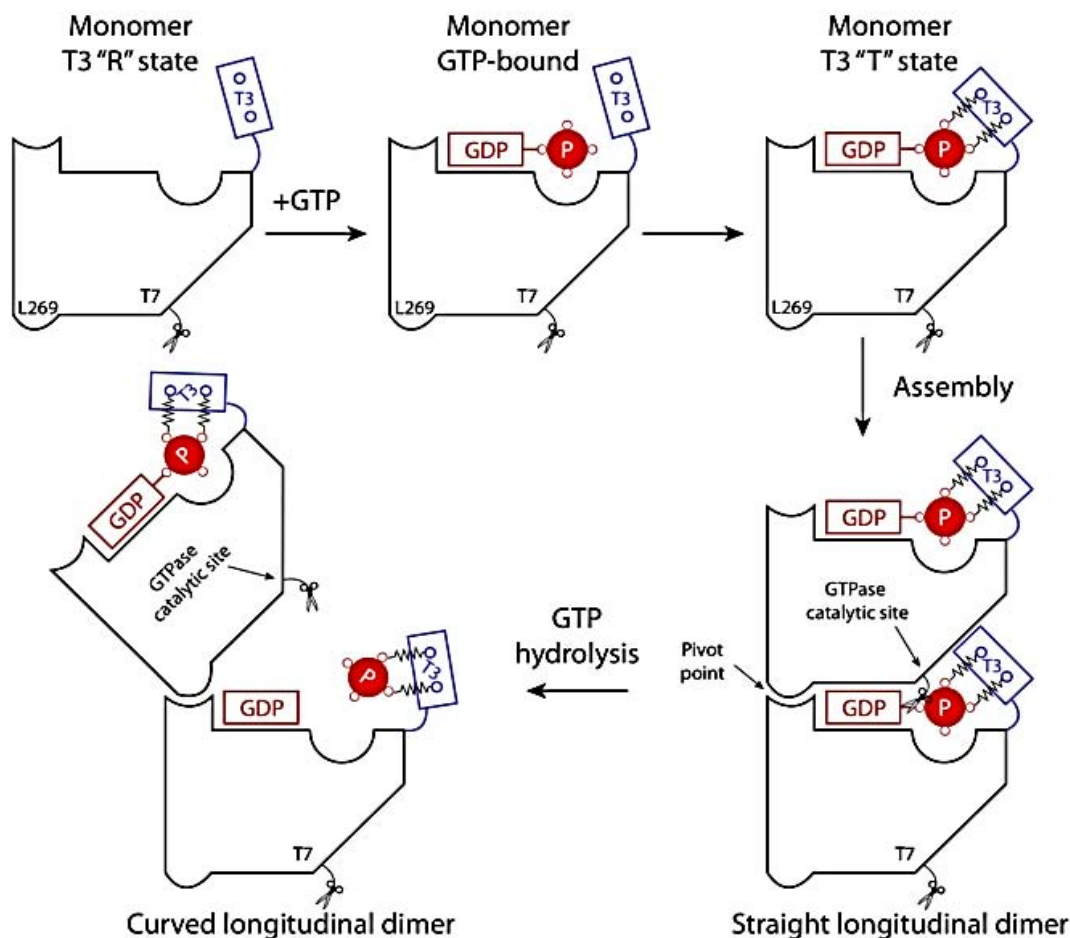 Monomer
T3 "R" state
Monomer
GTP-bound
Monomer
T3 "T" state
T3
L269
T7
+GTP
GDP
P
T3
L269
T7
GDP
P
T3
L269
T7
Assembly
T3
P
GDP
GTPase
catalytic site
GDP
P
T3
T7
Curved longitudinal dimer
GTP
hydrolysis
GDP
P
T3
GTPase
catalytic site
Pivot
point
GDP
P
T3
T7
Straight longitudinal dimer